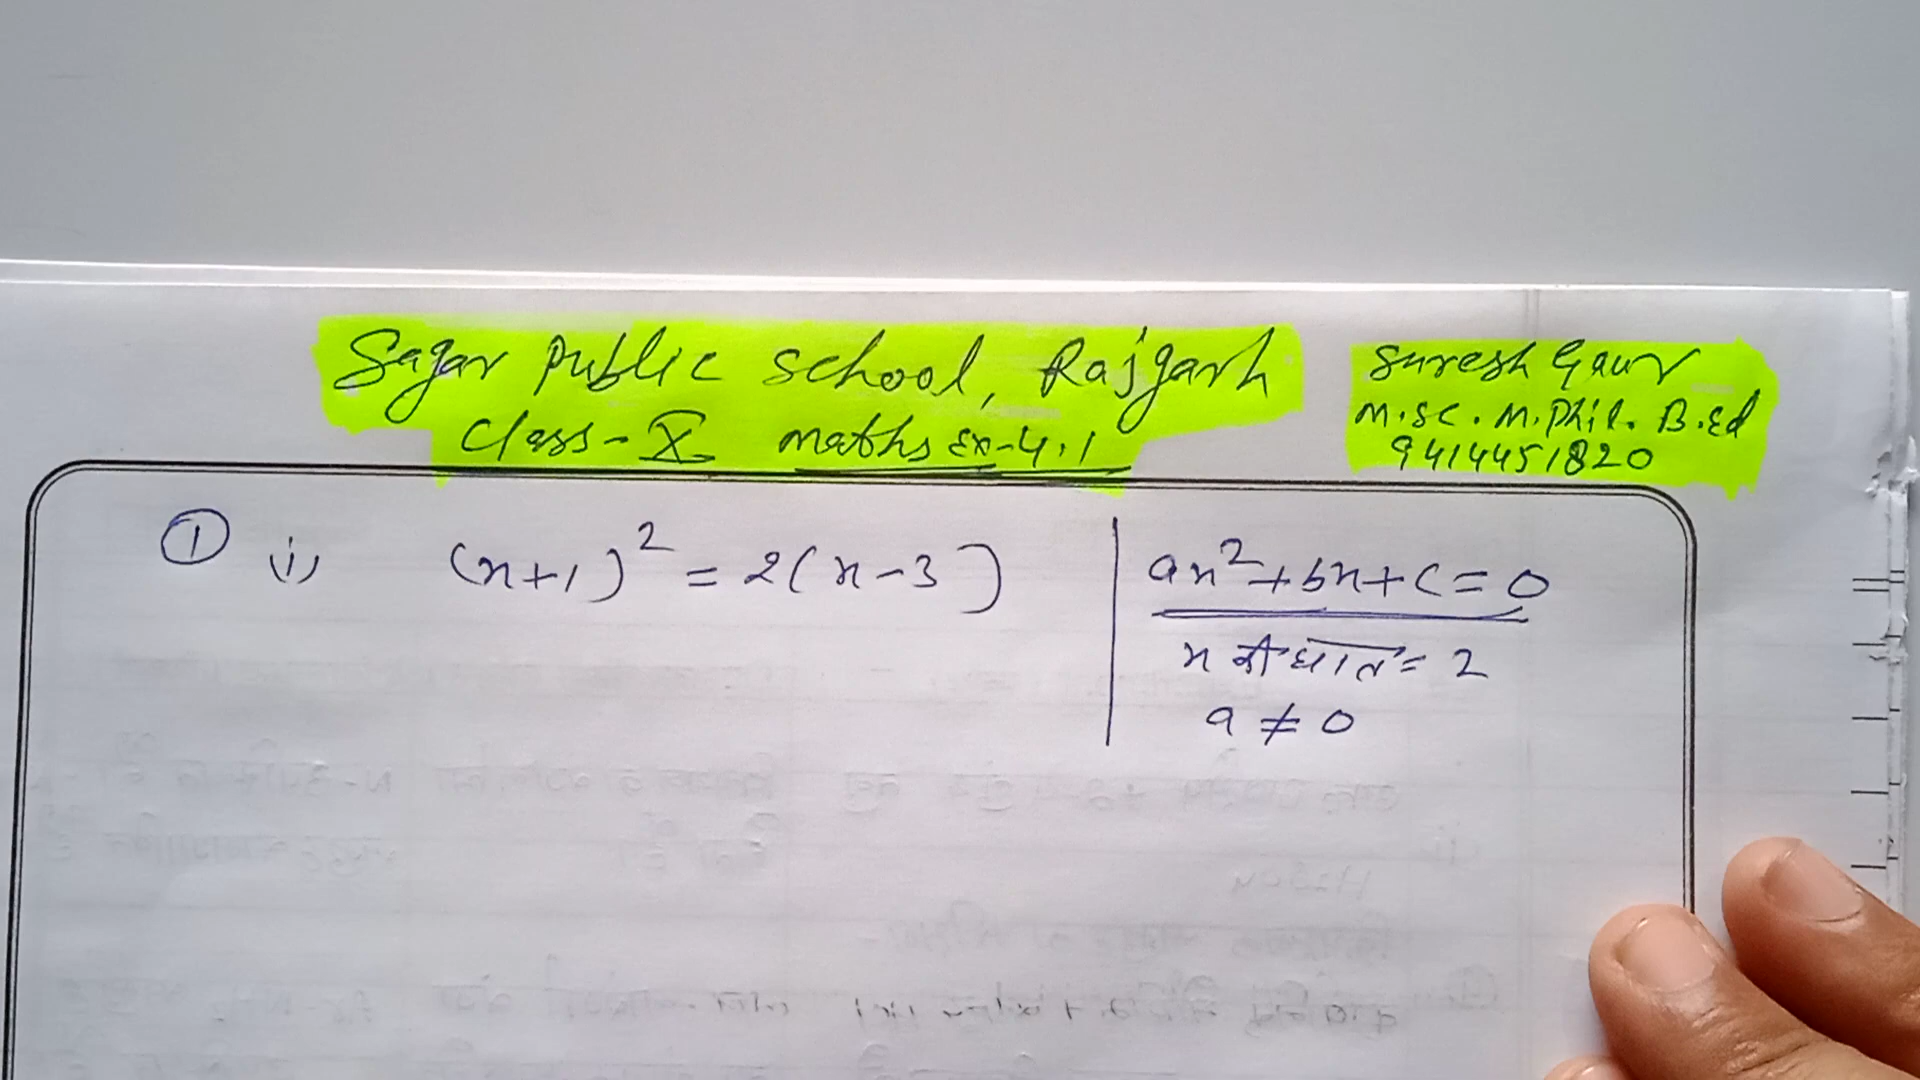 Sagar Public School, Rajgarh
Class-X Maths Ex-4.1
Suresh Gaur
M.Sc. M.Phil. B.Ed
9414451820
① (i) (x+1)² = 2(x-3)
ax²+bx+c=0
x की घात = 2
a ≠ 0